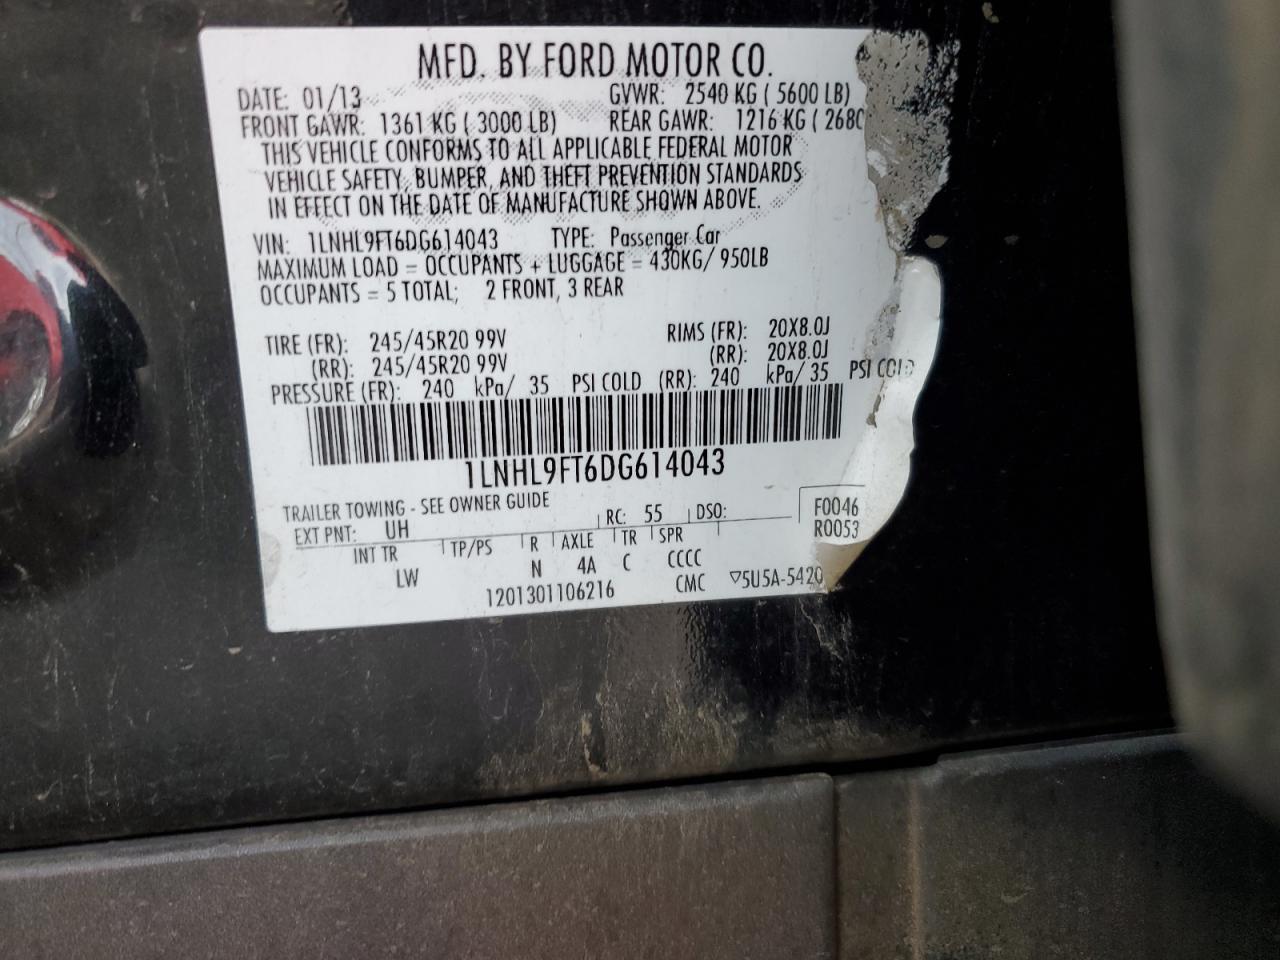 MFD. BY FORD MOTOR CO.
DATE: 01/13 GVWR: 2540 KG ( 5600 LB)
FRONT GAWR: 1361 KG ( 3000 LB) REAR GAWR: 1216 KG ( 2680
THIS VEHICLE CONFORMS TO ALL APPLICABLE FEDERAL MOTOR
VEHICLE SAFETY, BUMPER, AND THEFT PREVENTION STANDARDS
IN EFFECT ON THE DATE OF MANUFACTURE SHOWN ABOVE.
VIN: 1LNHL9FT6DG614043 TYPE: Passenger Car
MAXIMUM LOAD = OCCUPANTS + LUGGAGE = 430KG/ 950LB
OCCUPANTS = 5 TOTAL; 2 FRONT, 3 REAR
TIRE (FR): 245/45R20 99V RIMS (FR): 20X8.0J
(RR): 245/45R20 99V (RR): 20X8.0J
PRESSURE (FR): 240 kPa/ 35 PSI COLD (RR): 240 kPa/ 35 PSI COLD
1LNHL9FT6DG614043
TRAILER TOWING - SEE OWNER GUIDE
EXT PNT: UH RC: 55 DSO: F0046
R0053
INT TR TP/PS R AXLE TR SPR
LW N 4A C CCCC
1201301106216 CMC ▽5U5A-5420